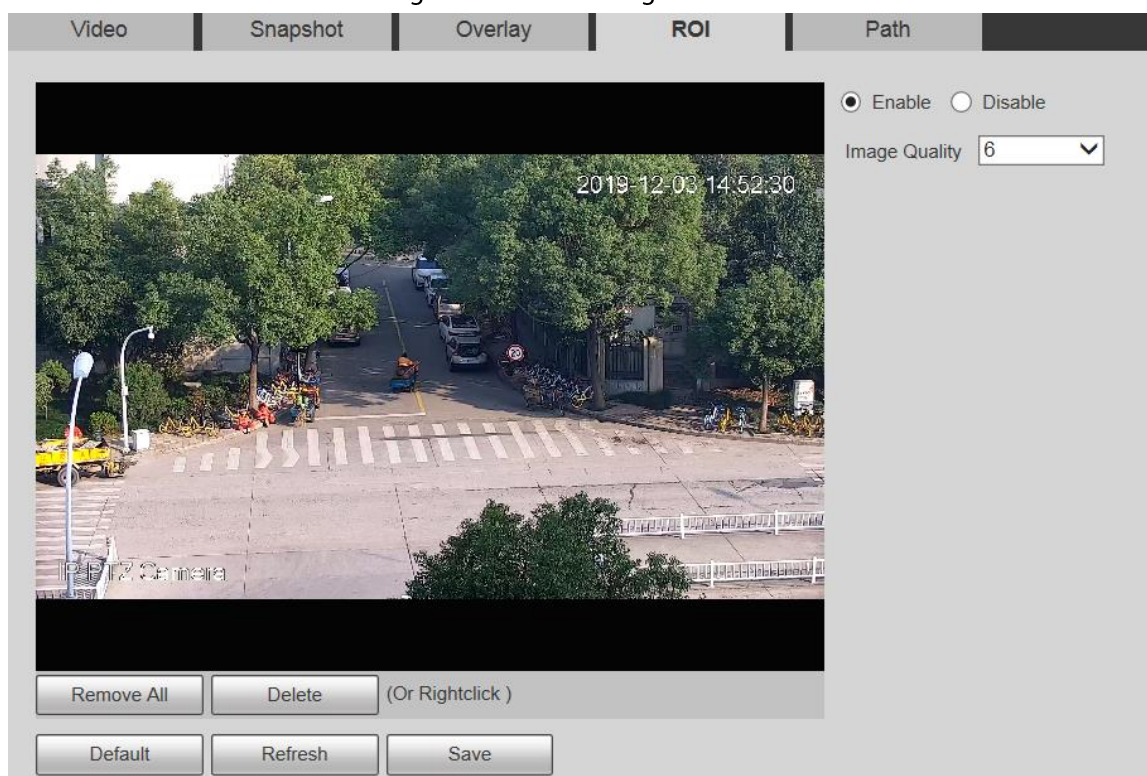 Video Snapshot Overlay ROI Path
Enable Disable
Image Quality 6
2019-12-03 14:52:30
20
IP PTZ Camera
Remove All Delete (Or Rightclick )
Default Refresh Save